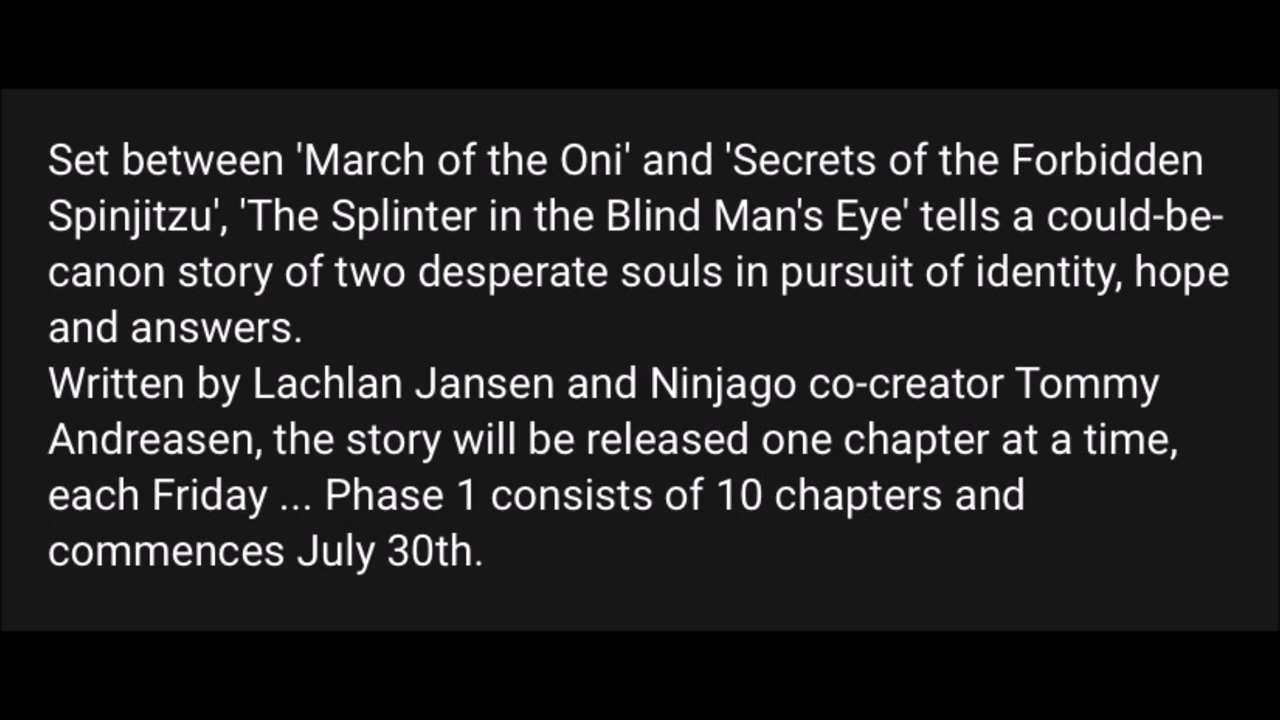 Set between 'March of the Oni' and 'Secrets of the Forbidden
Spinjitzu', 'The Splinter in the Blind Man's Eye' tells a could-be-
canon story of two desperate souls in pursuit of identity, hope
and answers.
Written by Lachlan Jansen and Ninjago co-creator Tommy
Andreasen, the story will be released one chapter at a time,
each Friday ... Phase 1 consists of 10 chapters and
commences July 30th.